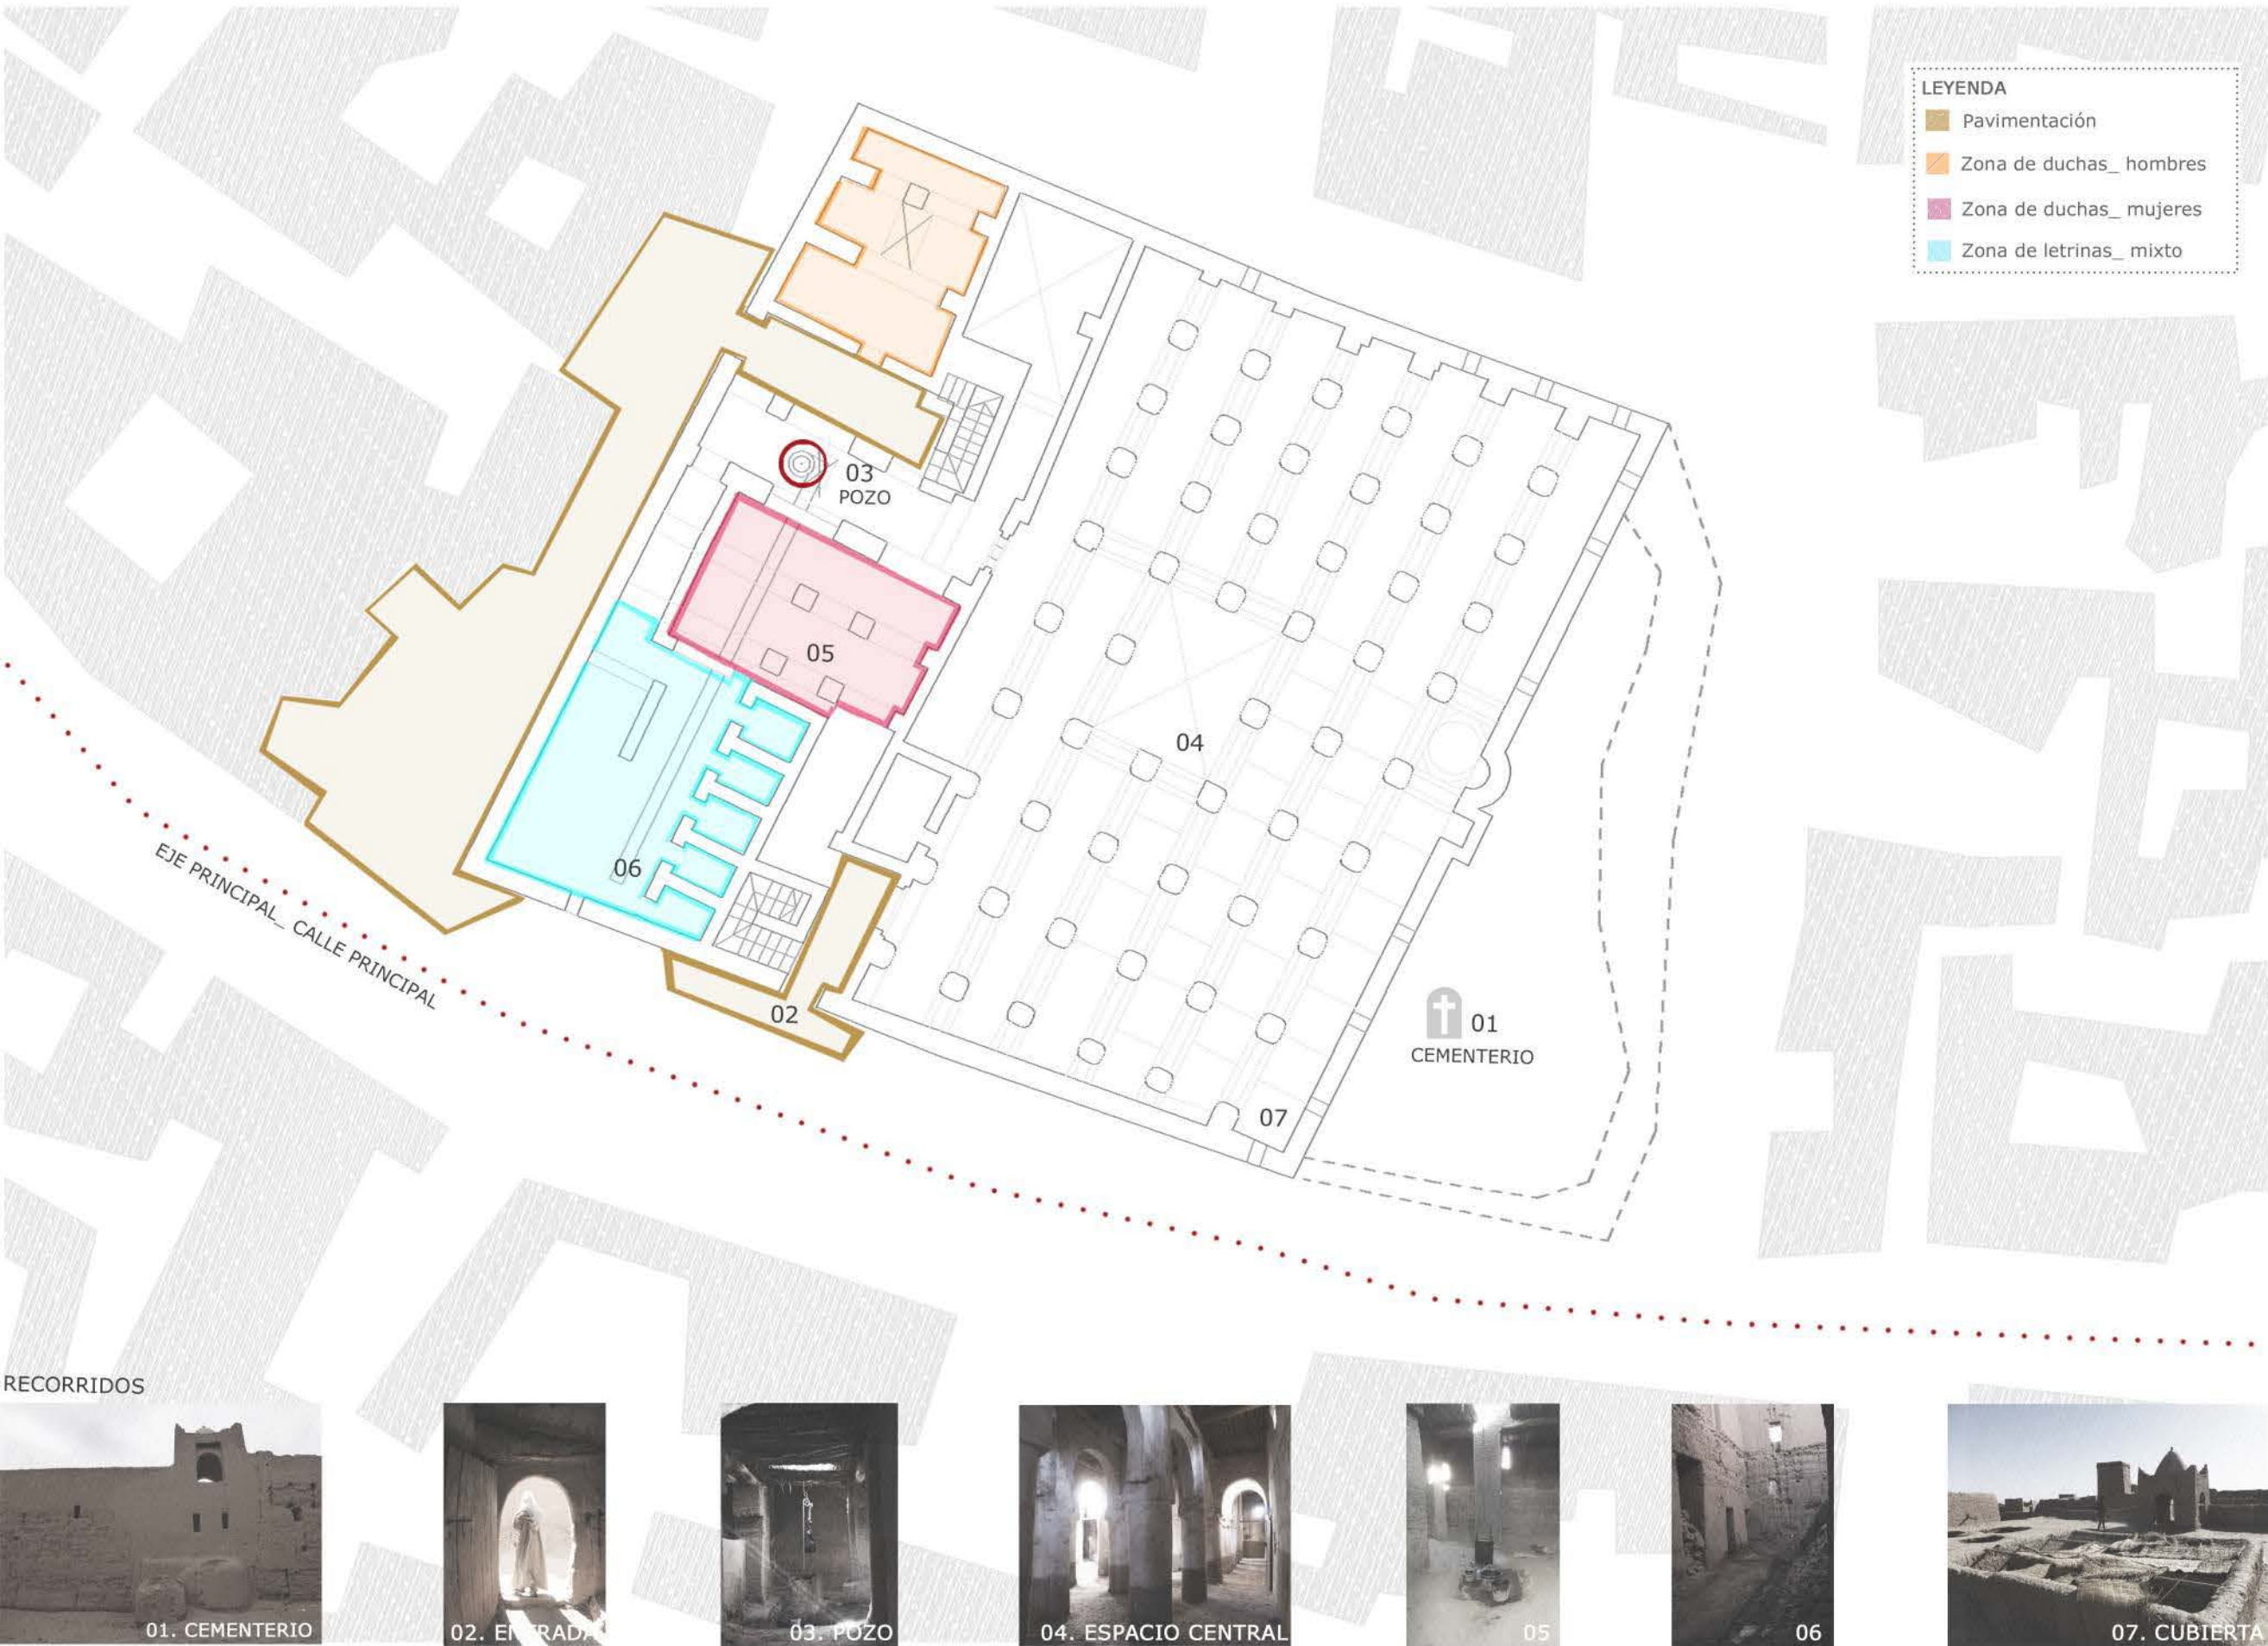 LEYENDA
Pavimentación
Zona de duchas_ hombres
Zona de duchas_ mujeres
Zona de letrinas_ mixto
03
POZO
05
04
06
EJE PRINCIPAL_ CALLE PRINCIPAL
02
01
CEMENTERIO
07
RECORRIDOS
01. CEMENTERIO
02. ENTRADA
03. POZO
04. ESPACIO CENTRAL
05
06
07. CUBIERTA